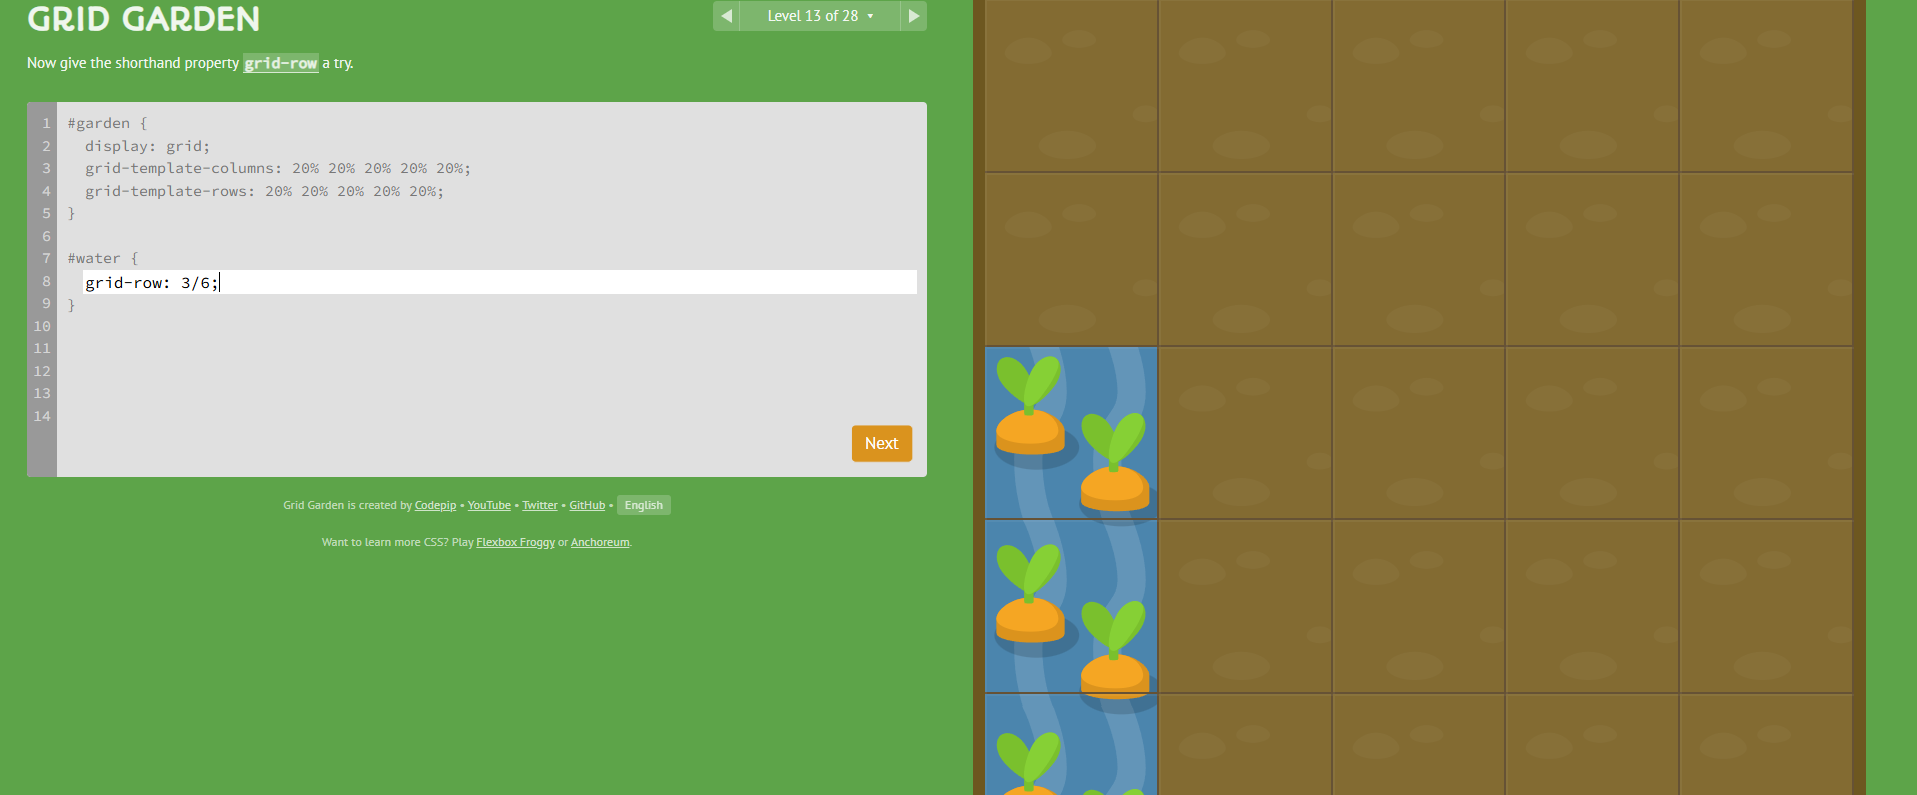 GRID GARDEN
◀ Level 13 of 28 ▾ ▶
Now give the shorthand property grid-row a try.
1 #garden {
2 display: grid;
3 grid-template-columns: 20% 20% 20% 20% 20%;
4 grid-template-rows: 20% 20% 20% 20% 20%;
5 }
6
7 #water {
8 grid-row: 3/6;
9 }
10
11
12
13
14
Next
Grid Garden is created by Codepip • YouTube • Twitter • GitHub • English
Want to learn more CSS? Play Flexbox Froggy or Anchoreum.